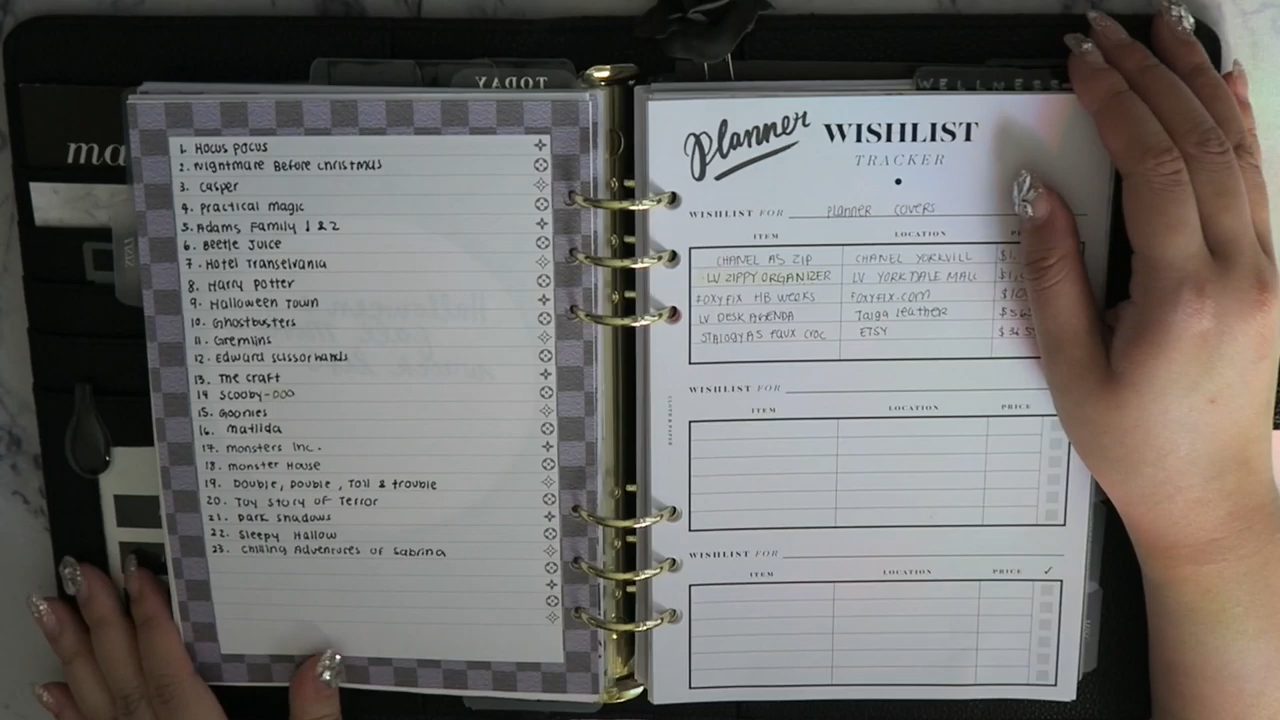 TODAY
WELLNESS
ma
1. Hocus Pocus
2. Nightmare Before Christmas
3. Casper
4. Practical Magic
5. Adams Family 1 & 2
6. Beetle Juice
7. Hotel Transelvania
8. Harry Potter
9. Halloween Town
10. Ghostbusters
11. Gremlins
12. Edward Scissorhands
13. The Craft
14 Scooby-DOO
15. Goonies
16. Matilda
17. Monsters Inc.
18. Monster House
19. Double, Double, Toil & Trouble
20. Toy Story of Terror
21. Dark Shadows
22. Sleepy Hallow
23. Chilling Adventures of Sabrina
Planner WISHLIST
TRACKER
WISHLIST FOR Planner covers
ITEM LOCATION
CHANEL A5 ZIP CHANEL YORKVILL
LV ZIPPY ORGANIZER LV YORKDALE MALL
FOXYFIX HB WEEKS FOXYFIX.COM
LV DESK AGENDA Taiga leather
STALOGY A5 FAUX CROC ETSY
WISHLIST FOR
ITEM LOCATION PRICE
WISHLIST FOR
ITEM LOCATION PRICE ✓